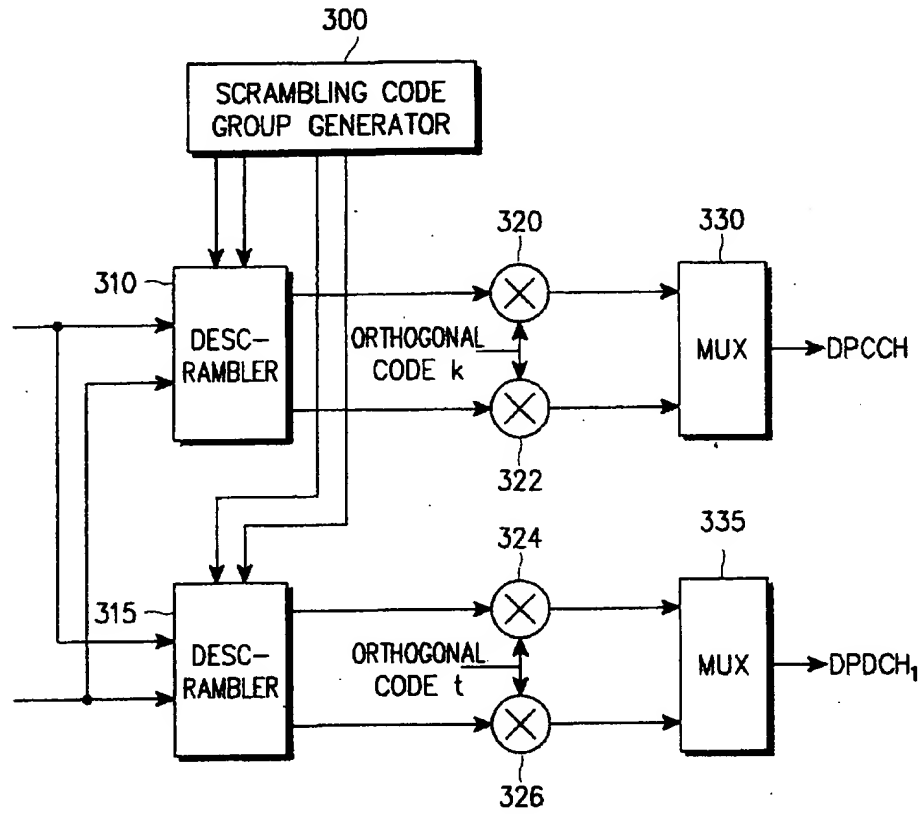 300
SCRAMBLING CODE
GROUP GENERATOR
320
330
310
DESC-
RAMBLER
ORTHOGONAL
CODE k
MUX
DPCCH
322
324
335
315
DESC-
RAMBLER
ORTHOGONAL
CODE t
MUX
DPDCH₁
326